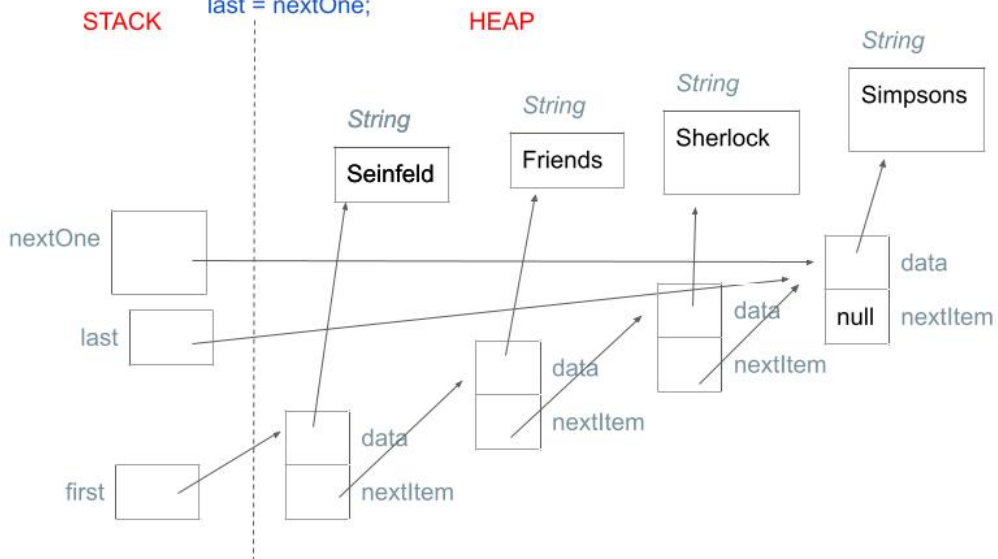 last = nextOne;
STACK
HEAP
String
Simpsons
String
Sherlock
String
Friends
String
Seinfeld
nextOne
data
null nextItem
last
data
nextItem
data
nextItem
data
first
nextItem